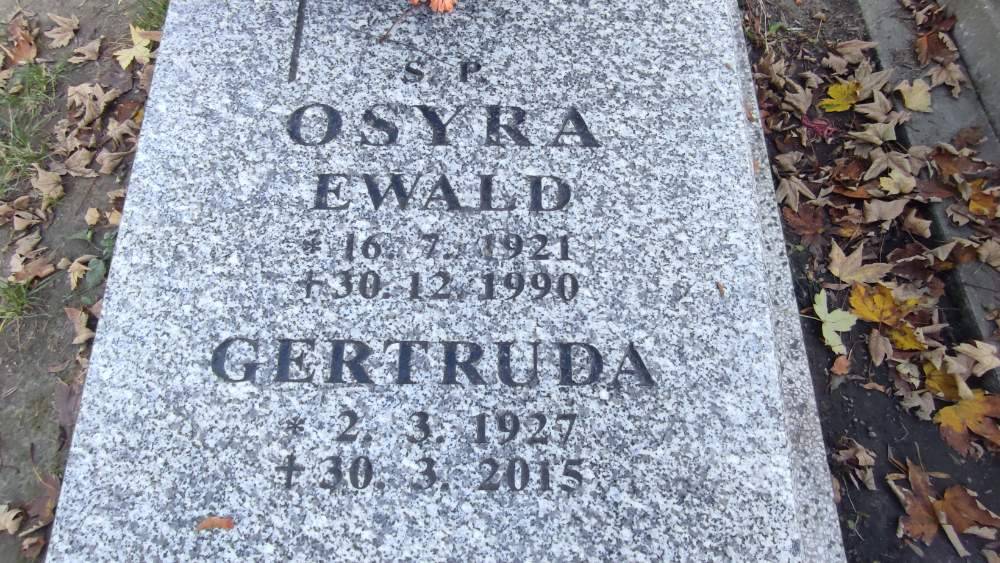 S. P.
OSYRA
EWALD
* 16. 7. 1921
† 30. 12. 1990
GERTRUDA
* 2. 3. 1927
† 30. 3. 2015